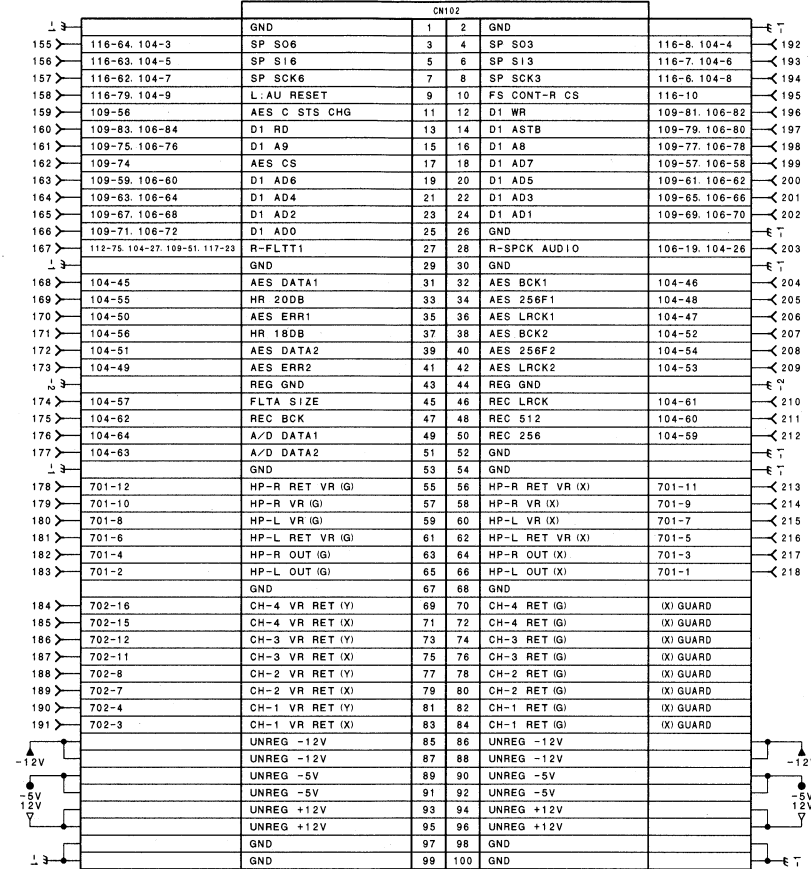 CN102
GND 1 2 GND
155 116-64. 104-3 SP SO6 3 4 SP SO3 116-8. 104-4 192
156 116-63. 104-5 SP SI6 5 6 SP SI3 116-7. 104-6 193
157 116-62. 104-7 SP SCK6 7 8 SP SCK3 116-6. 104-8 194
158 116-79. 104-9 L:AU RESET 9 10 FS CONT-R CS 116-10 195
159 109-56 AES C STS CHG 11 12 D1 WR 109-81. 106-82 196
160 109-83. 106-84 D1 RD 13 14 D1 ASTB 109-79. 106-80 197
161 109-75. 106-76 D1 A9 15 16 D1 A8 109-77. 106-78 198
162 109-74 AES CS 17 18 D1 AD7 109-57. 106-58 199
163 109-59. 106-60 D1 AD6 19 20 D1 AD5 109-61. 106-62 200
164 109-63. 106-64 D1 AD4 21 22 D1 AD3 109-65. 106-66 201
165 109-67. 106-68 D1 AD2 23 24 D1 AD1 109-69. 106-70 202
166 109-71. 106-72 D1 AD0 25 26 GND
167 112-75. 104-27. 109-51. 117-23 R-FLTT1 27 28 R-SPCK AUDIO 106-19. 104-26 203
GND 29 30 GND
168 104-45 AES DATA1 31 32 AES BCK1 104-46 204
169 104-55 HR 20DB 33 34 AES 256F1 104-48 205
170 104-50 AES ERR1 35 36 AES LRCK1 104-47 206
171 104-56 HR 18DB 37 38 AES BCK2 104-52 207
172 104-51 AES DATA2 39 40 AES 256F2 104-54 208
173 104-49 AES ERR2 41 42 AES LRCK2 104-53 209
REG GND 43 44 REG GND
174 104-57 FLTA SIZE 45 46 REC LRCK 104-61 210
175 104-62 REC BCK 47 48 REC 512 104-60 211
176 104-64 A/D DATA1 49 50 REC 256 104-59 212
177 104-63 A/D DATA2 51 52 GND
GND 53 54 GND
178 701-12 HP-R RET VR (G) 55 56 HP-R RET VR (X) 701-11 213
179 701-10 HP-R VR (G) 57 58 HP-R VR (X) 701-9 214
180 701-8 HP-L VR (G) 59 60 HP-L VR (X) 701-7 215
181 701-6 HP-L RET VR (G) 61 62 HP-L RET VR (X) 701-5 216
182 701-4 HP-R OUT (G) 63 64 HP-R OUT (X) 701-3 217
183 701-2 HP-L OUT (G) 65 66 HP-L OUT (X) 701-1 218
GND 67 68 GND
184 702-16 CH-4 VR RET (Y) 69 70 CH-4 RET (G) (X) GUARD
185 702-15 CH-4 VR RET (X) 71 72 CH-4 RET (G) (X) GUARD
186 702-12 CH-3 VR RET (Y) 73 74 CH-3 RET (G) (X) GUARD
187 702-11 CH-3 VR RET (X) 75 76 CH-3 RET (G) (X) GUARD
188 702-8 CH-2 VR RET (Y) 77 78 CH-2 RET (G) (X) GUARD
189 702-7 CH-2 VR RET (X) 79 80 CH-2 RET (G) (X) GUARD
190 702-4 CH-1 VR RET (Y) 81 82 CH-1 RET (G) (X) GUARD
191 702-3 CH-1 VR RET (X) 83 84 CH-1 RET (G) (X) GUARD
UNREG -12V 85 86 UNREG -12V
-12V UNREG -12V 87 88 UNREG -12V
UNREG -5V 89 90 UNREG -5V
-5V UNREG -5V 91 92 UNREG -5V -5V
12V UNREG +12V 93 94 UNREG +12V 12V
UNREG +12V 95 96 UNREG +12V
GND 97 98 GND
GND 99 100 GND